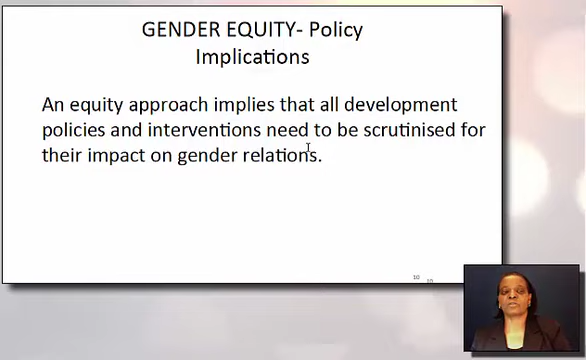 GENDER EQUITY- Policy
Implications
An equity approach implies that all development
policies and interventions need to be scrutinised for
their impact on gender relations.
10
10